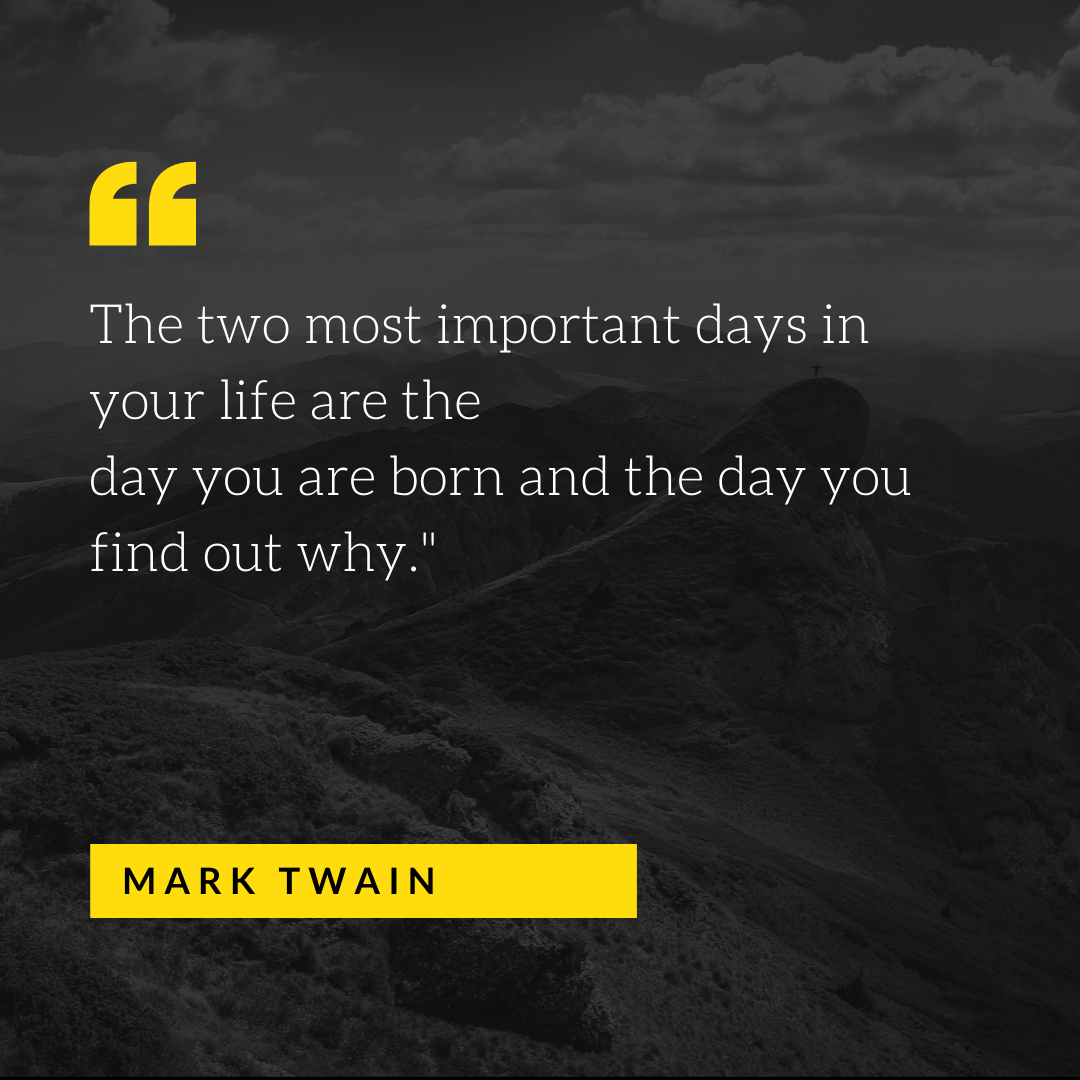 “
The two most important days in
your life are the
day you are born and the day you
find out why."
MARK TWAIN